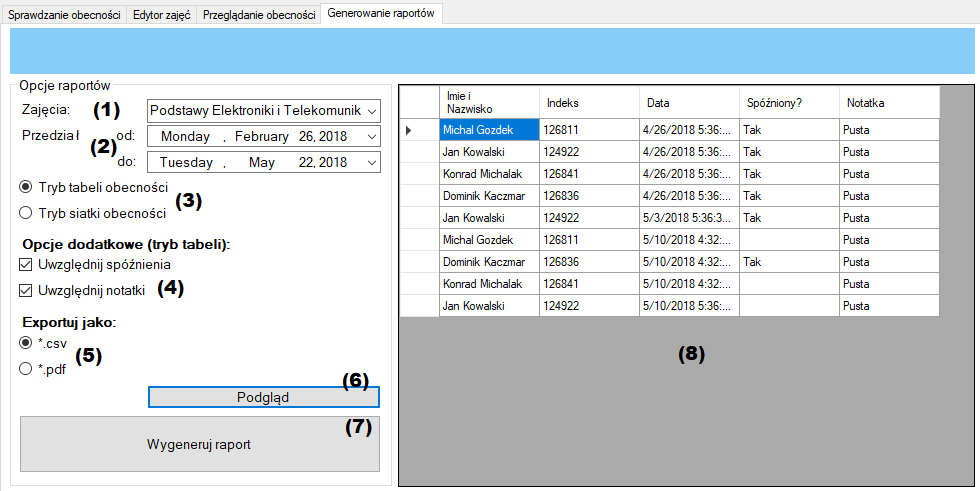 Sprawdzanie obecności Edytor zajęć Przeglądanie obecności Generowanie raportów
Opcje raportów
Zajęcia: (1) Podstawy Elektroniki i Telekomunik
Przedział (2) od: Monday , February 26, 2018
do: Tuesday , May 22, 2018
Tryb tabeli obecności
(3)
Tryb siatki obecności
Opcje dodatkowe (tryb tabeli):
Uwzględnij spóźnienia
Uwzględnij notatki (4)
Exportuj jako:
*.csv
(5)
*.pdf
(6)
Podgląd
(7)
Wygeneruj raport
Imie i
Nazwisko Indeks Data Spóźniony? Notatka
Michal Gozdek 126811 4/26/2018 5:36:... Tak Pusta
Jan Kowalski 124922 4/26/2018 5:36:... Tak Pusta
Konrad Michalak 126841 4/26/2018 5:36:... Tak Pusta
Dominik Kaczmar 126836 4/26/2018 5:36:... Tak Pusta
Jan Kowalski 124922 5/3/2018 5:36:3... Tak Pusta
Michal Gozdek 126811 5/10/2018 4:32:... Pusta
Dominik Kaczmar 126836 5/10/2018 4:32:... Tak Pusta
Konrad Michalak 126841 5/10/2018 4:32:... Pusta
Jan Kowalski 124922 5/10/2018 5:36:... Pusta
(8)